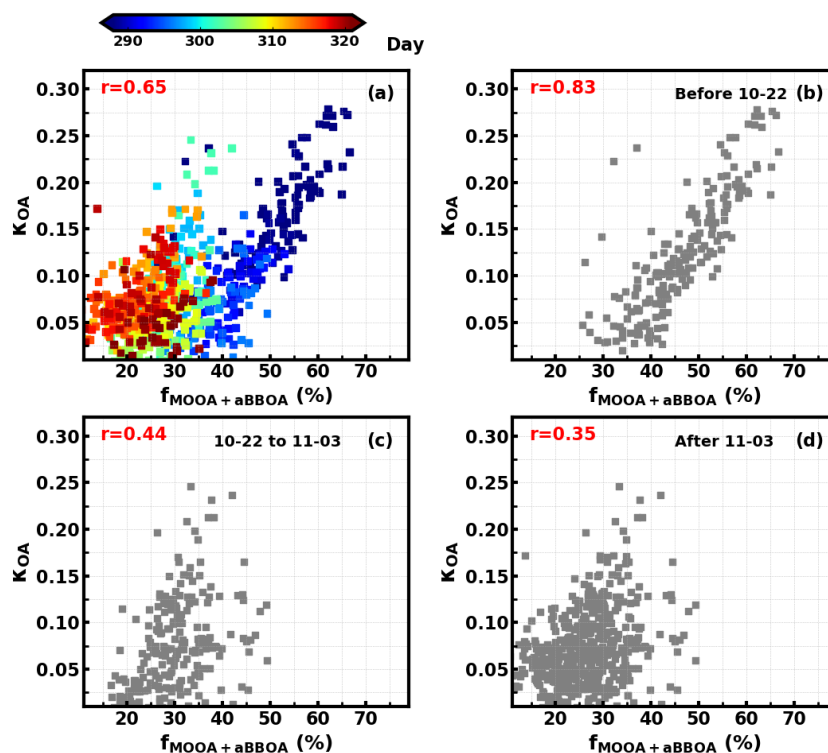 290 300 310 320 Day
r=0.65 (a)
κOA
0.30
0.25
0.20
0.15
0.10
0.05
20 30 40 50 60 70
fMOOA+aBBOA (%)
r=0.83 Before 10-22 (b)
κOA
0.30
0.25
0.20
0.15
0.10
0.05
20 30 40 50 60 70
fMOOA+aBBOA (%)
r=0.44 10-22 to 11-03 (c)
κOA
0.30
0.25
0.20
0.15
0.10
0.05
20 30 40 50 60 70
fMOOA+aBBOA (%)
r=0.35 After 11-03 (d)
κOA
0.30
0.25
0.20
0.15
0.10
0.05
20 30 40 50 60 70
fMOOA+aBBOA (%)